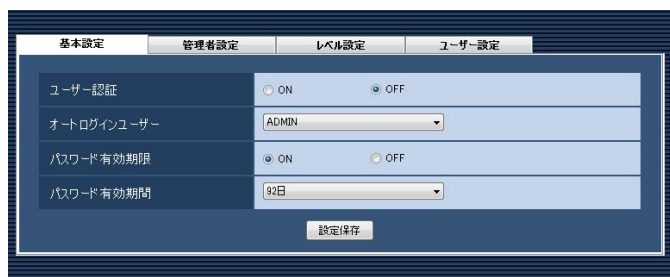 基本設定 管理者設定 レベル設定 ユーザー設定
ユーザー認証 ON OFF
オートログインユーザー ADMIN
パスワード有効期限 ON OFF
パスワード有効期間 92日
設定保存